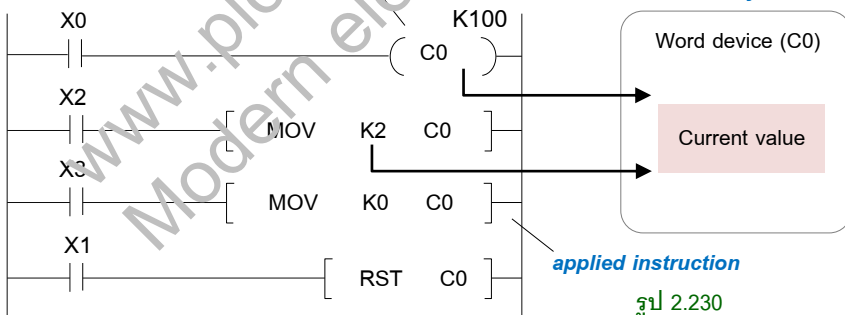 X0
K100
C0
Word device (C0)
X2
MOV K2 C0
Current value
X3
MOV K0 C0
X1
RST C0
applied instruction
รูป 2.230